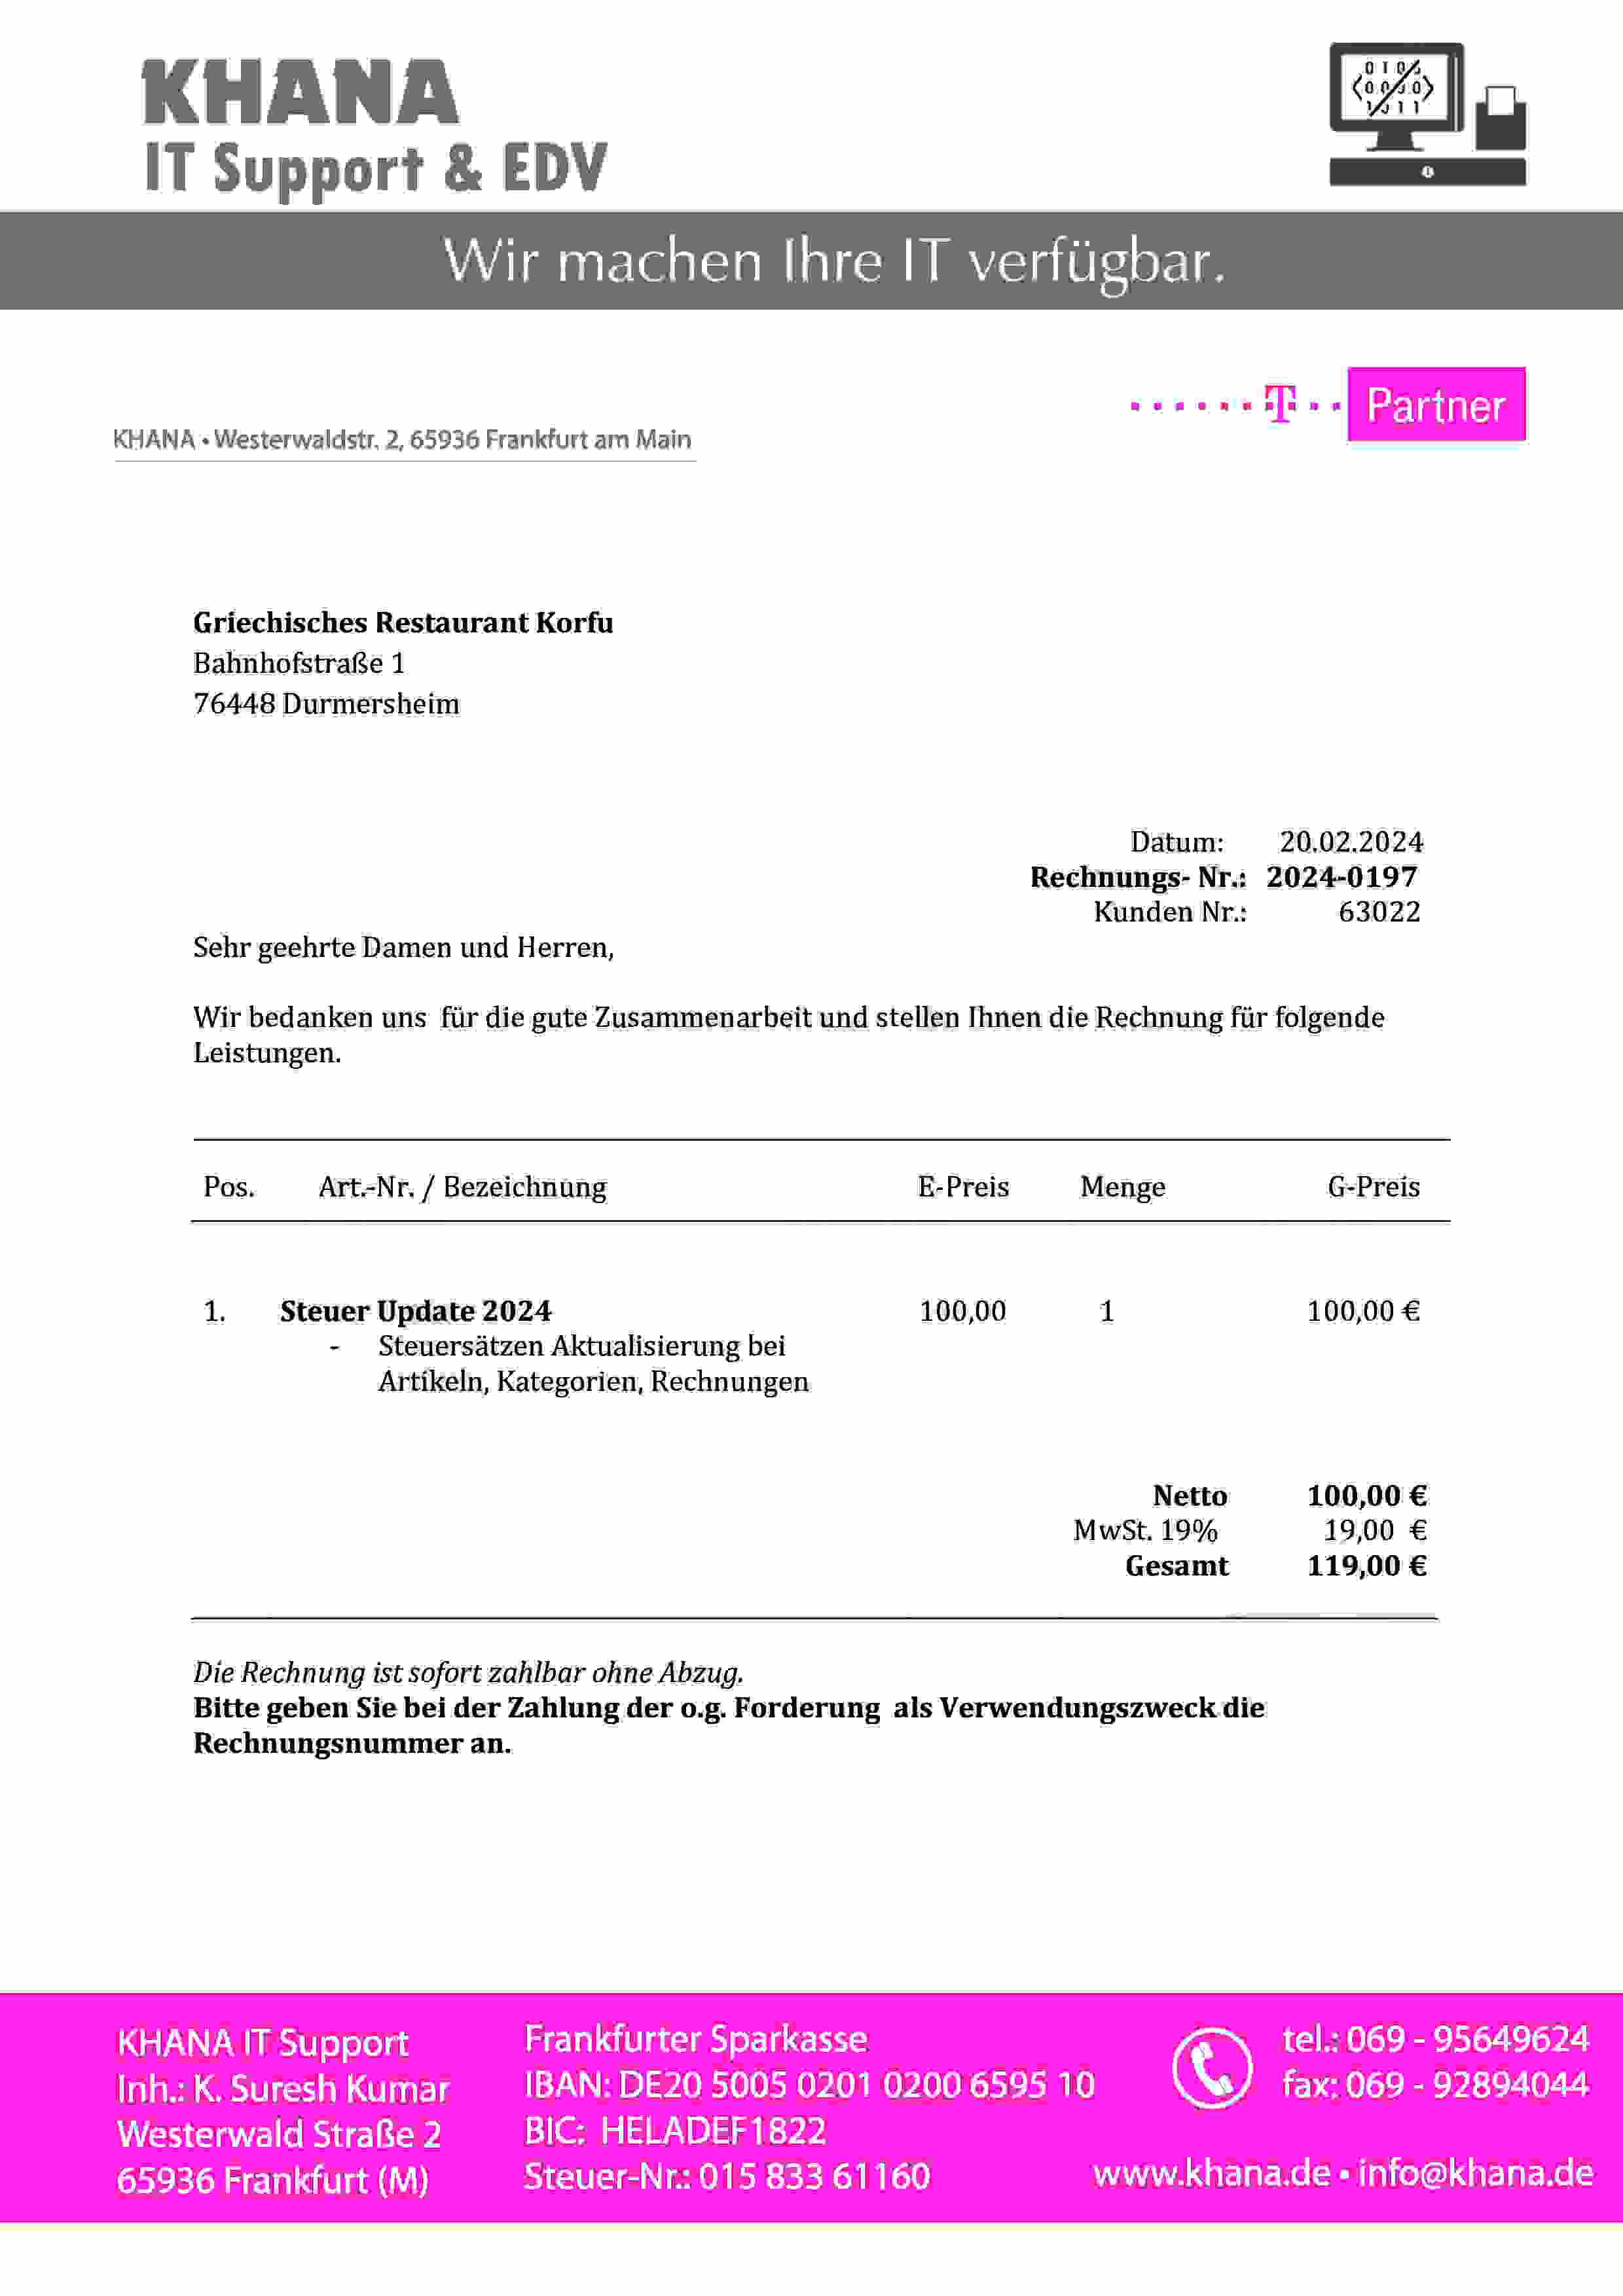 KHANA
IT Support & EDV
Wir machen Ihre IT verfügbar.
T Partner
KHANA • Westerwaldstr. 2, 65936 Frankfurt am Main
Griechisches Restaurant Korfu
Bahnhofstraße 1
76448 Durmersheim
Datum: 20.02.2024
Rechnungs- Nr.: 2024-0197
Kunden Nr.: 63022
Sehr geehrte Damen und Herren,
Wir bedanken uns für die gute Zusammenarbeit und stellen Ihnen die Rechnung für folgende
Leistungen.
Pos. Art.-Nr. / Bezeichnung E-Preis Menge G-Preis
1. Steuer Update 2024 100,00 1 100,00 €
- Steuersätzen Aktualisierung bei
Artikeln, Kategorien, Rechnungen
Netto 100,00 €
MwSt. 19% 19,00 €
Gesamt 119,00 €
Die Rechnung ist sofort zahlbar ohne Abzug.
Bitte geben Sie bei der Zahlung der o.g. Forderung als Verwendungszweck die
Rechnungsnummer an.
KHANA IT Support
Inh.: K. Suresh Kumar
Westerwald Straße 2
65936 Frankfurt (M)
Frankfurter Sparkasse
IBAN: DE20 5005 0201 0200 6595 10
BIC: HELADEF1822
Steuer-Nr.: 015 833 61160
tel.: 069 - 95649624
fax: 069 - 92894044
www.khana.de • info@khana.de